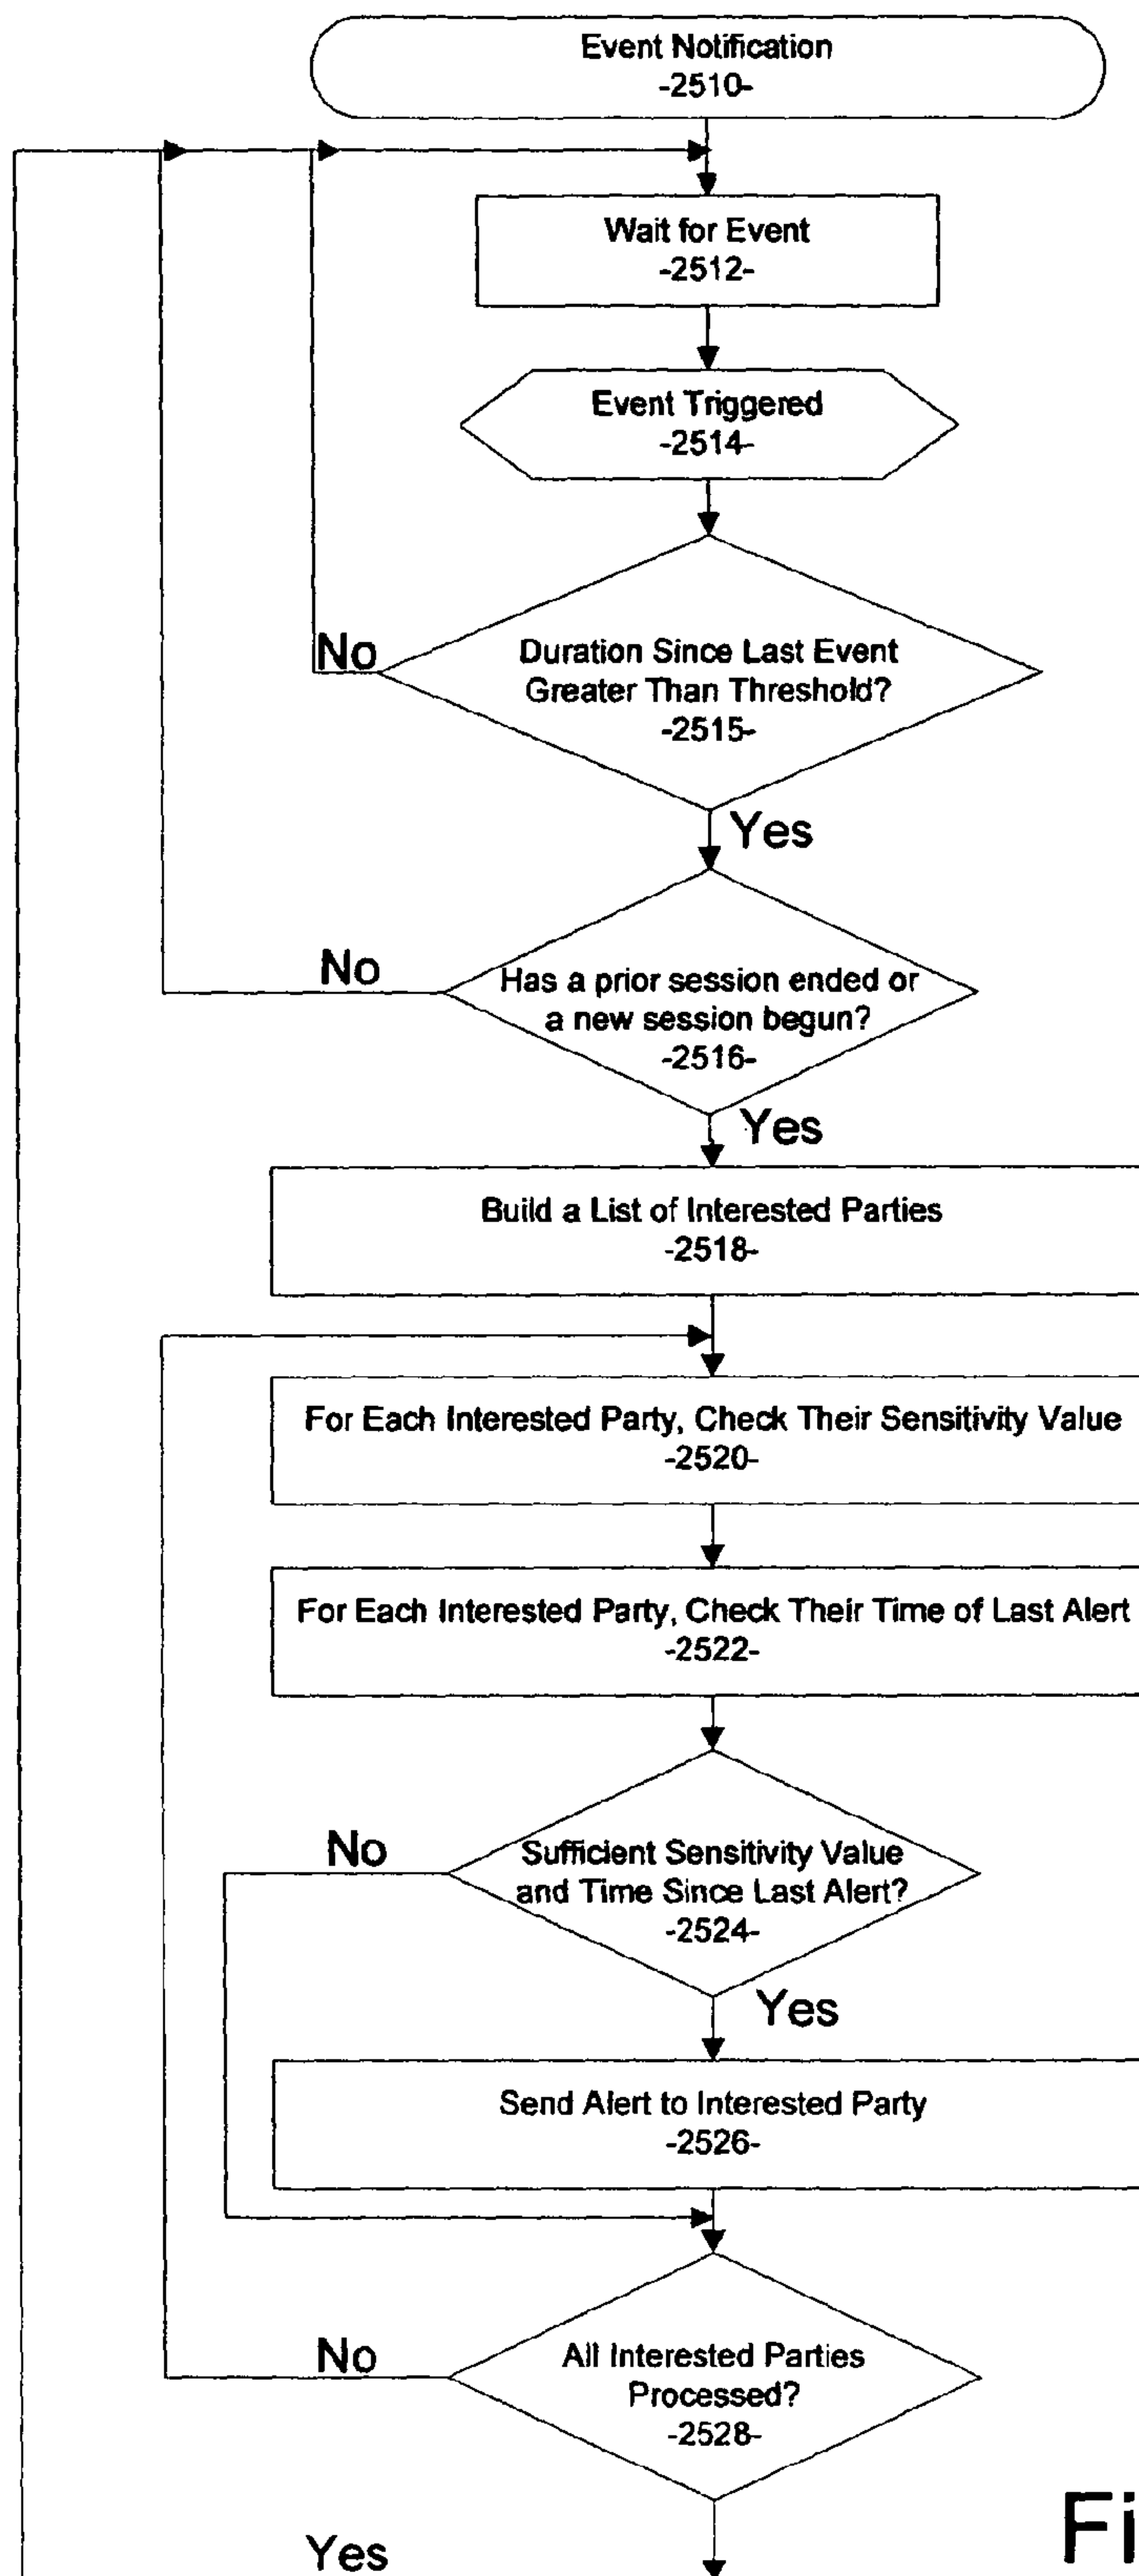 Event Notification
-2510-
Wait for Event
-2512-
Event Triggered
-2514-
No
Duration Since Last Event
Greater Than Threshold?
-2515-
Yes
No
Has a prior session ended or
a new session begun?
-2516-
Yes
Build a List of Interested Parties
-2518-
For Each Interested Party, Check Their Sensitivity Value
-2520-
For Each Interested Party, Check Their Time of Last Alert
-2522-
No
Sufficient Sensitivity Value
and Time Since Last Alert?
-2524-
Yes
Send Alert to Interested Party
-2526-
No
All Interested Parties
Processed?
-2528-
Fi
Yes